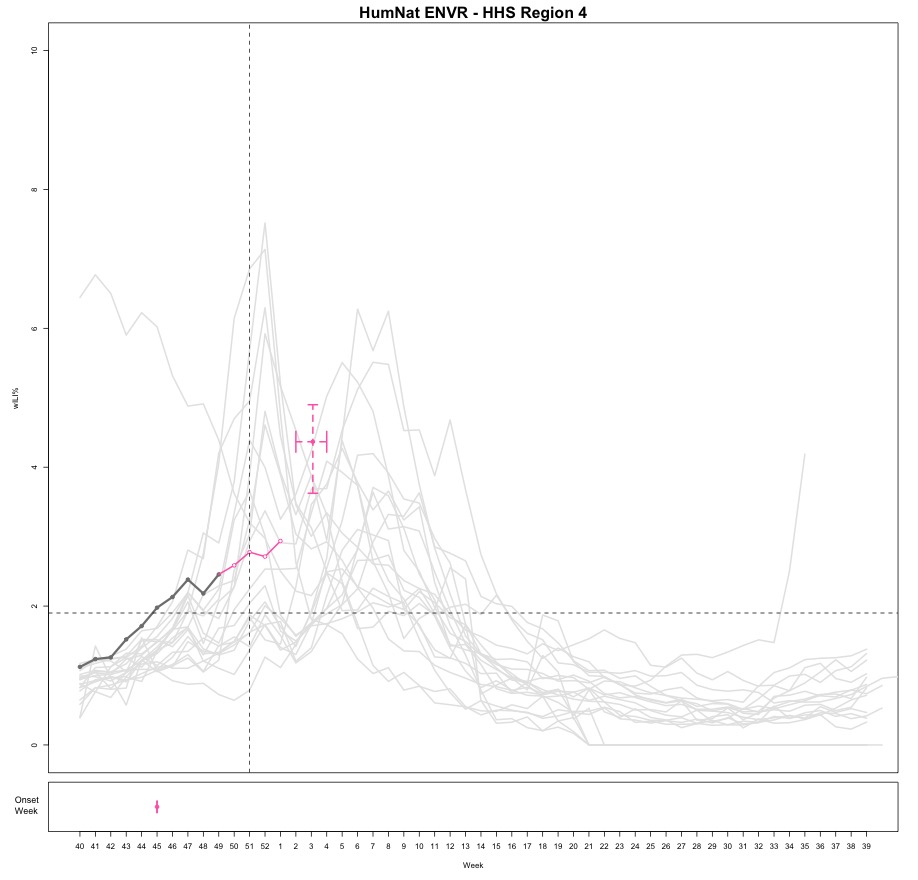 HumNat ENVR - HHS Region 4
10
8
6
4
2
0
wILI%
Onset
Week
40 41 42 43 44 45 46 47 48 49 50 51 52 1 2 3 4 5 6 7 8 9 10 11 12 13 14 15 16 17 18 19 20 21 22 23 24 25 26 27 28 29 30 31 32 33 34 35 36 37 38 39
Week